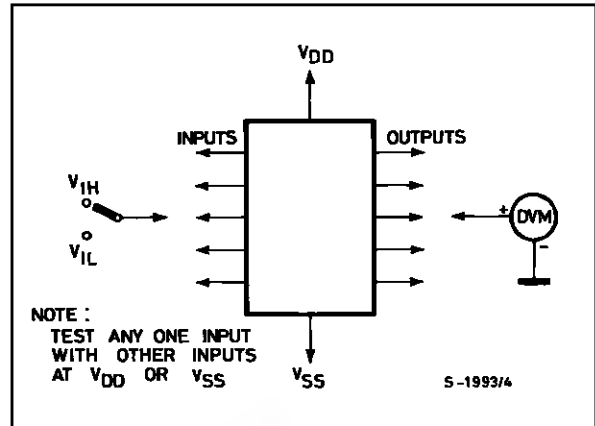 VDD
INPUTS
OUTPUTS
VIH
VIL
+ DVM
-
NOTE :
TEST ANY ONE INPUT
WITH OTHER INPUTS
AT VDD OR VSS
VSS
S-1993/4